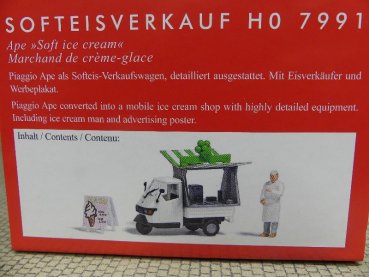 SOFTEISVERKAUF H0 7991
Ape »Soft ice cream«
Marchand de crème-glace
Piaggio Ape als Softeis-Verkaufswagen, detailliert ausgestattet. Mit Eisverkäufer und
Werbeplakat.
Piaggio Ape converted into a mobile ice cream shop with highly detailed equipment.
Including ice cream man and advertising poster.
Inhalt / Contents / Contenu: